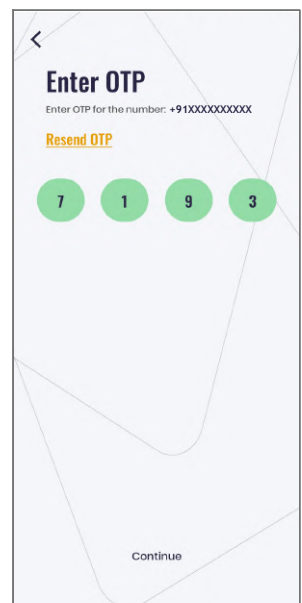 Enter OTP
Enter OTP for the number: +91XXXXXXXXXX
Resend OTP
7 1 9 3
Continue